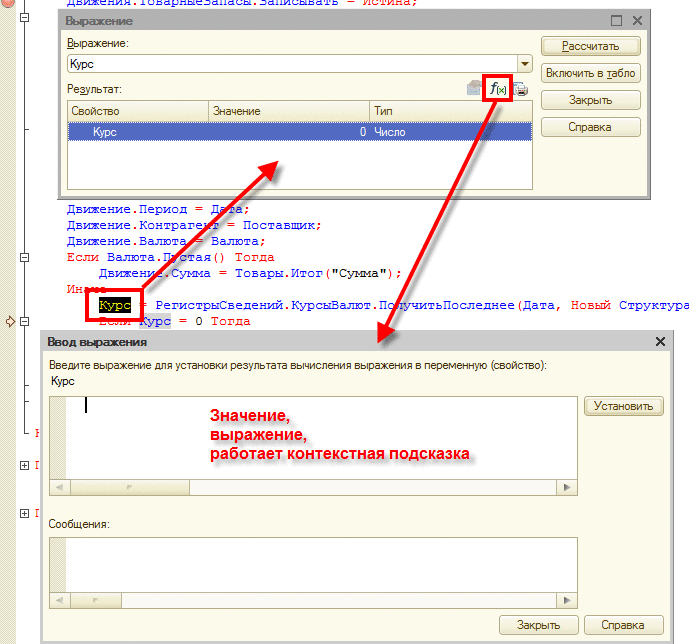 Движения.ТоварныеЗапасы.Записывать = Истина;
Выражение
Выражение:
Курс
Рассчитать
Включить в табло
Результат:
f(x)
Закрыть
Свойство Значение Тип
Справка
Курс 0 Число
Движение.Период = Дата;
Движение.Контрагент = Поставщик;
Движение.Валюта = Валюта;
Если Валюта.Пустая() Тогда
Движение.Сумма = Товары.Итог("Сумма");
Курс = РегистрыСведений.КурсыВалют.ПолучитьПоследнее(Дата, Новый Структура
Если Курс = 0 Тогда
Ввод выражения
Введите выражение для установки результата вычисления выражения в переменную (свойство):
Курс
Установить
Значение,
выражение,
работает контекстная подсказка
Сообщения:
Закрыть Справка